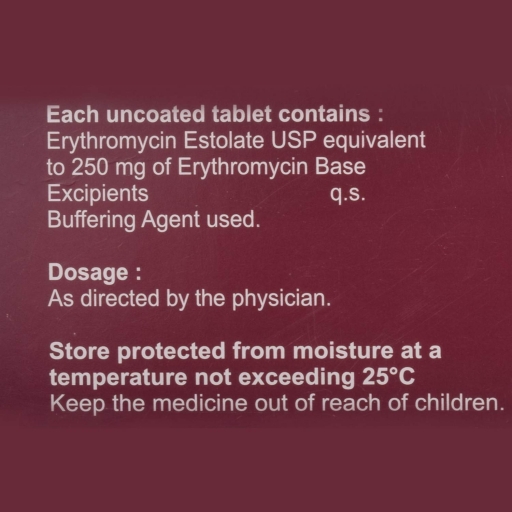 Each uncoated tablet contains :
Erythromycin Estolate USP equivalent
to 250 mg of Erythromycin Base
Excipients q.s.
Buffering Agent used.
Dosage :
As directed by the physician.
Store protected from moisture at a
temperature not exceeding 25°C
Keep the medicine out of reach of children.